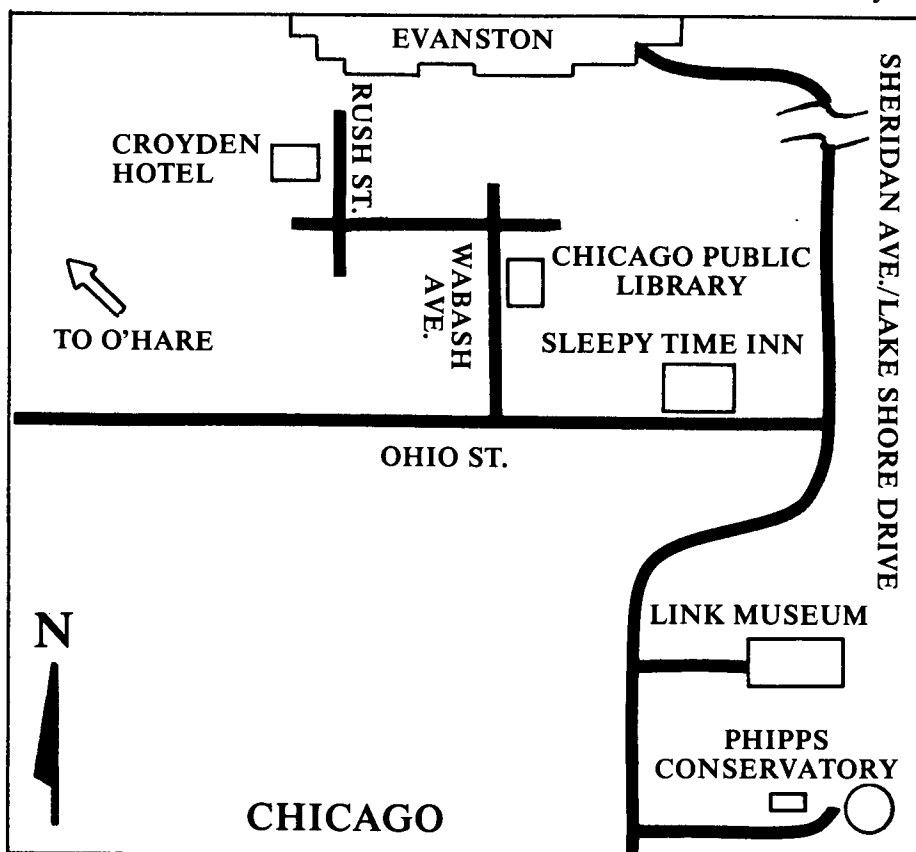 EVANSTON
SHERIDAN AVE./LAKE SHORE DRIVE
RUSH ST.
CROYDEN
HOTEL
WABASH
AVE.
CHICAGO PUBLIC
LIBRARY
TO O'HARE
SLEEPY TIME INN
OHIO ST.
LINK MUSEUM
N
PHIPPS
CONSERVATORY
CHICAGO